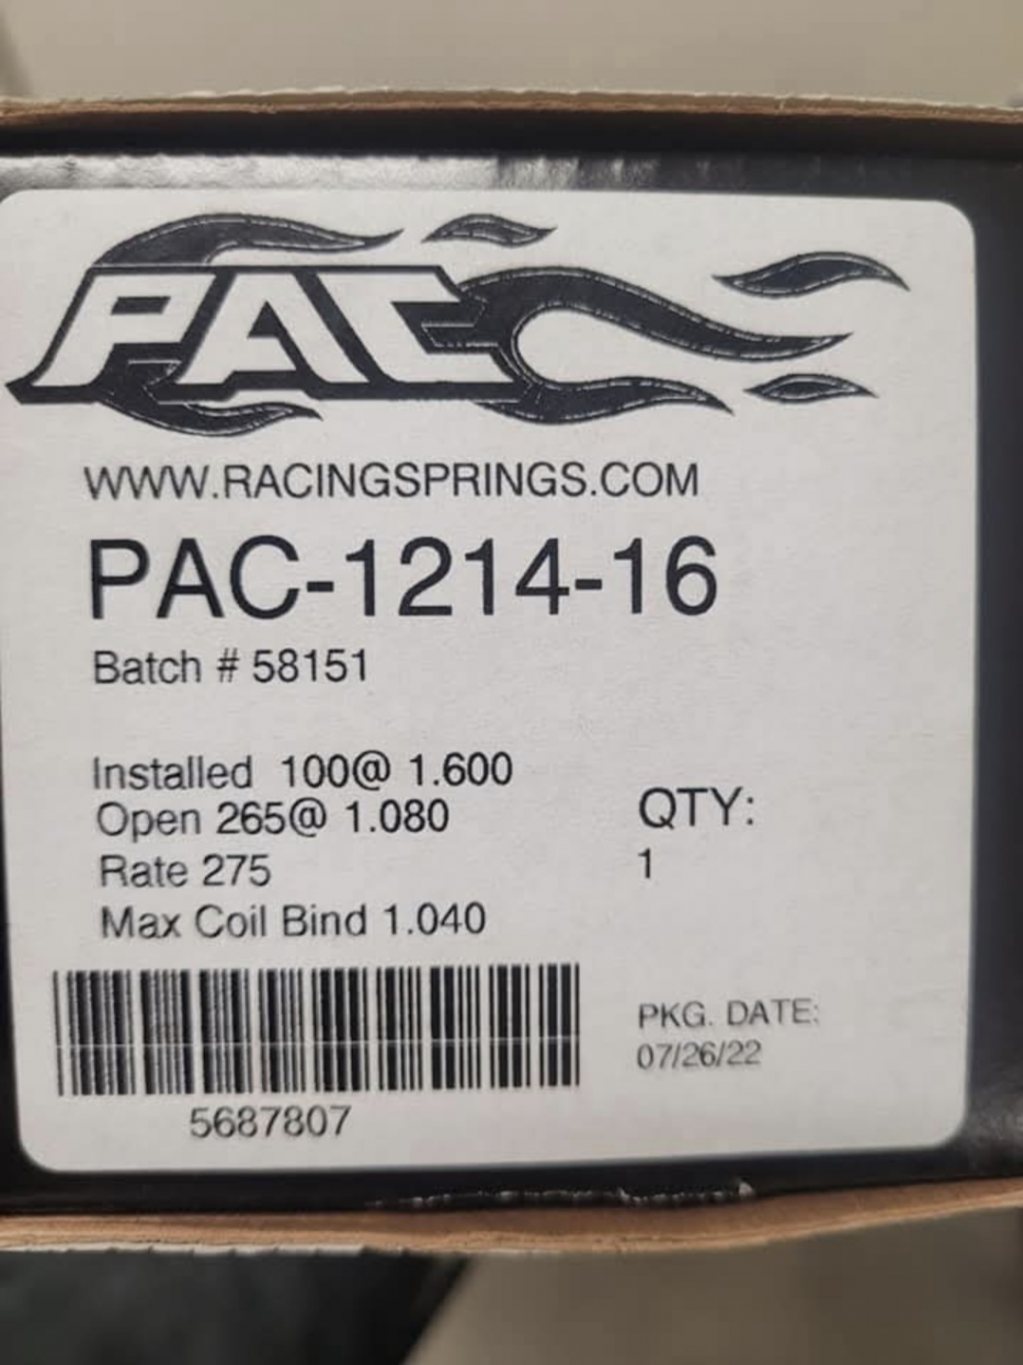 PAC
WWW.RACINGSPRINGS.COM
PAC-1214-16
Batch # 58151
Installed 100@ 1.600
Open 265@ 1.080
Rate 275
Max Coil Bind 1.040
QTY:
1
5687807
PKG. DATE:
07/26/22